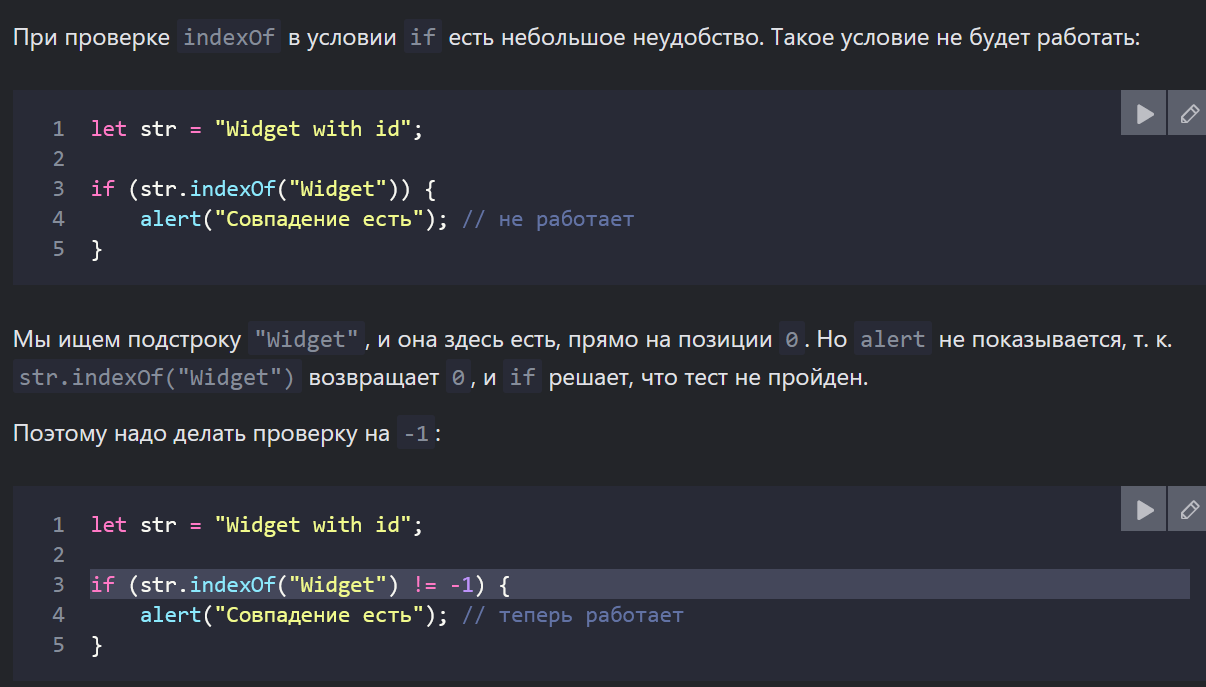 При проверке indexOf в условии if есть небольшое неудобство. Такое условие не будет работать:
1 let str = "Widget with id";
2
3 if (str.indexOf("Widget")) {
4     alert("Совпадение есть"); // не работает
5 }
Мы ищем подстроку "Widget", и она здесь есть, прямо на позиции 0. Но alert не показывается, т. к.
str.indexOf("Widget") возвращает 0, и if решает, что тест не пройден.
Поэтому надо делать проверку на -1:
1 let str = "Widget with id";
2
3 if (str.indexOf("Widget") != -1) {
4     alert("Совпадение есть"); // теперь работает
5 }